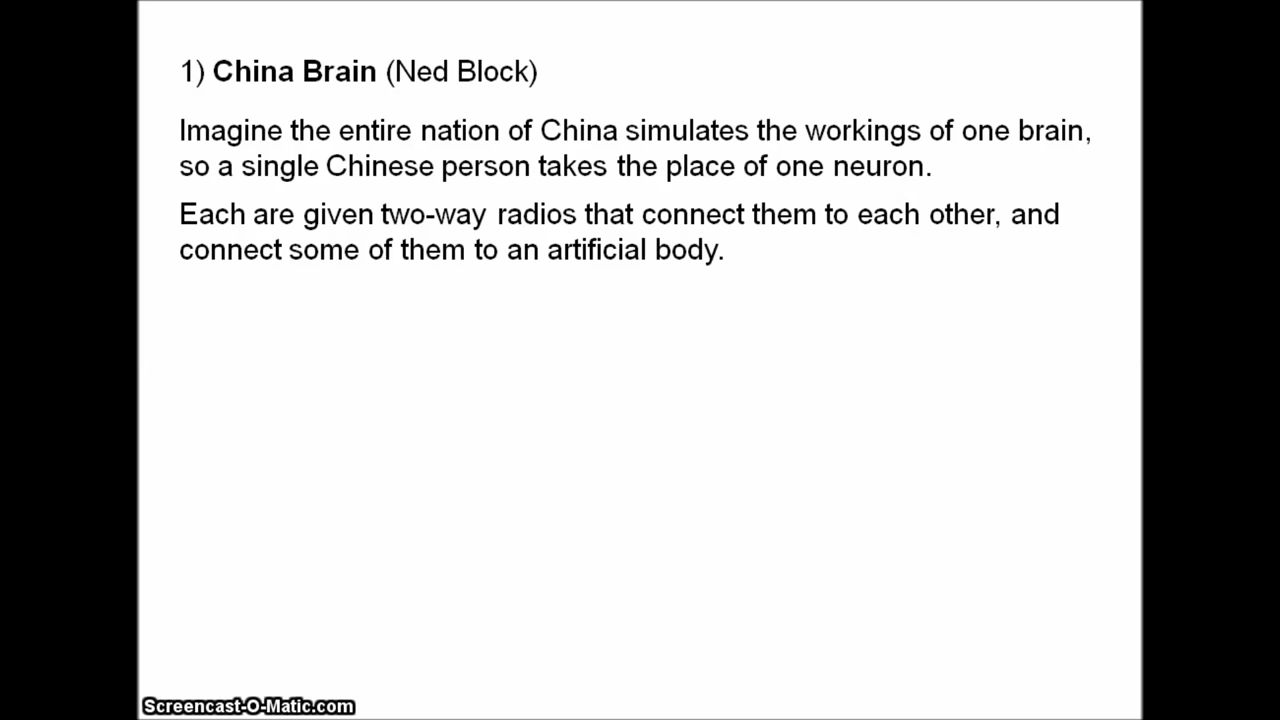 1) China Brain (Ned Block)
Imagine the entire nation of China simulates the workings of one brain,
so a single Chinese person takes the place of one neuron.
Each are given two-way radios that connect them to each other, and
connect some of them to an artificial body.
Screencast-O-Matic.com